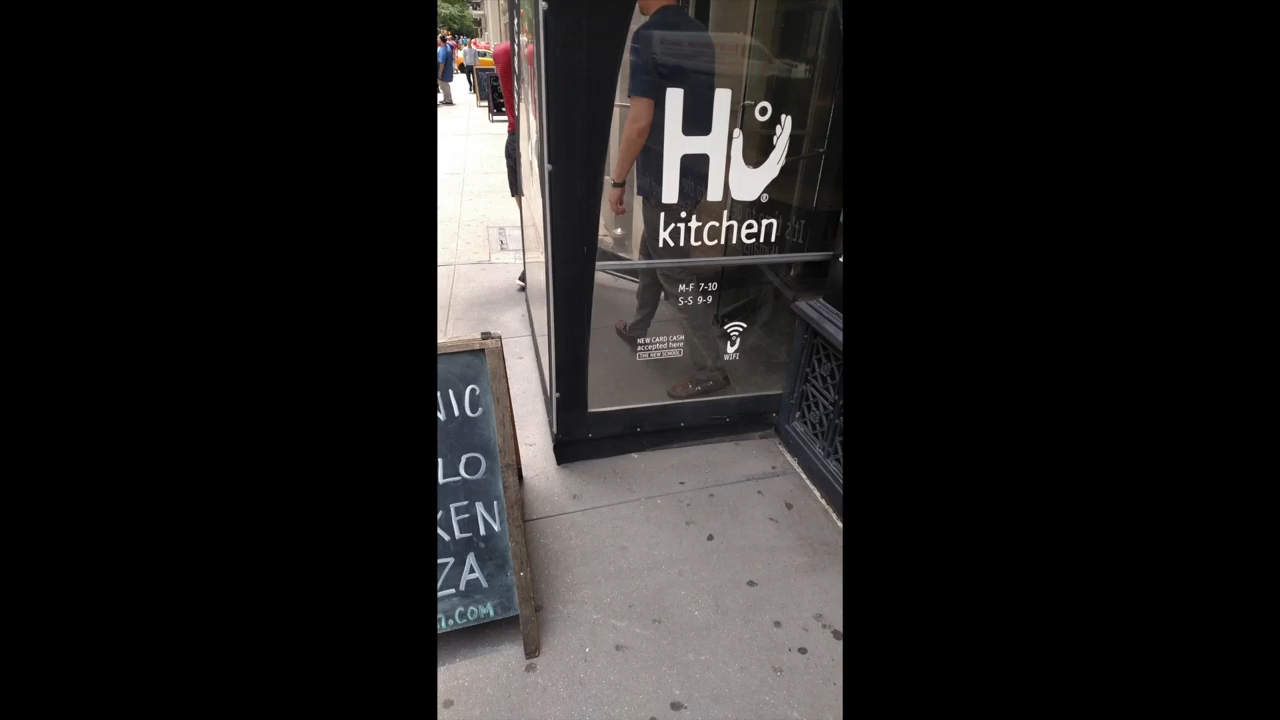 Hu
kitchen
M-F 7-10
S-S 9-9
NEW CARD CASH
accepted here
THE NEW SCHOOL
WIFI
NIC
LO
KEN
ZA
.COM